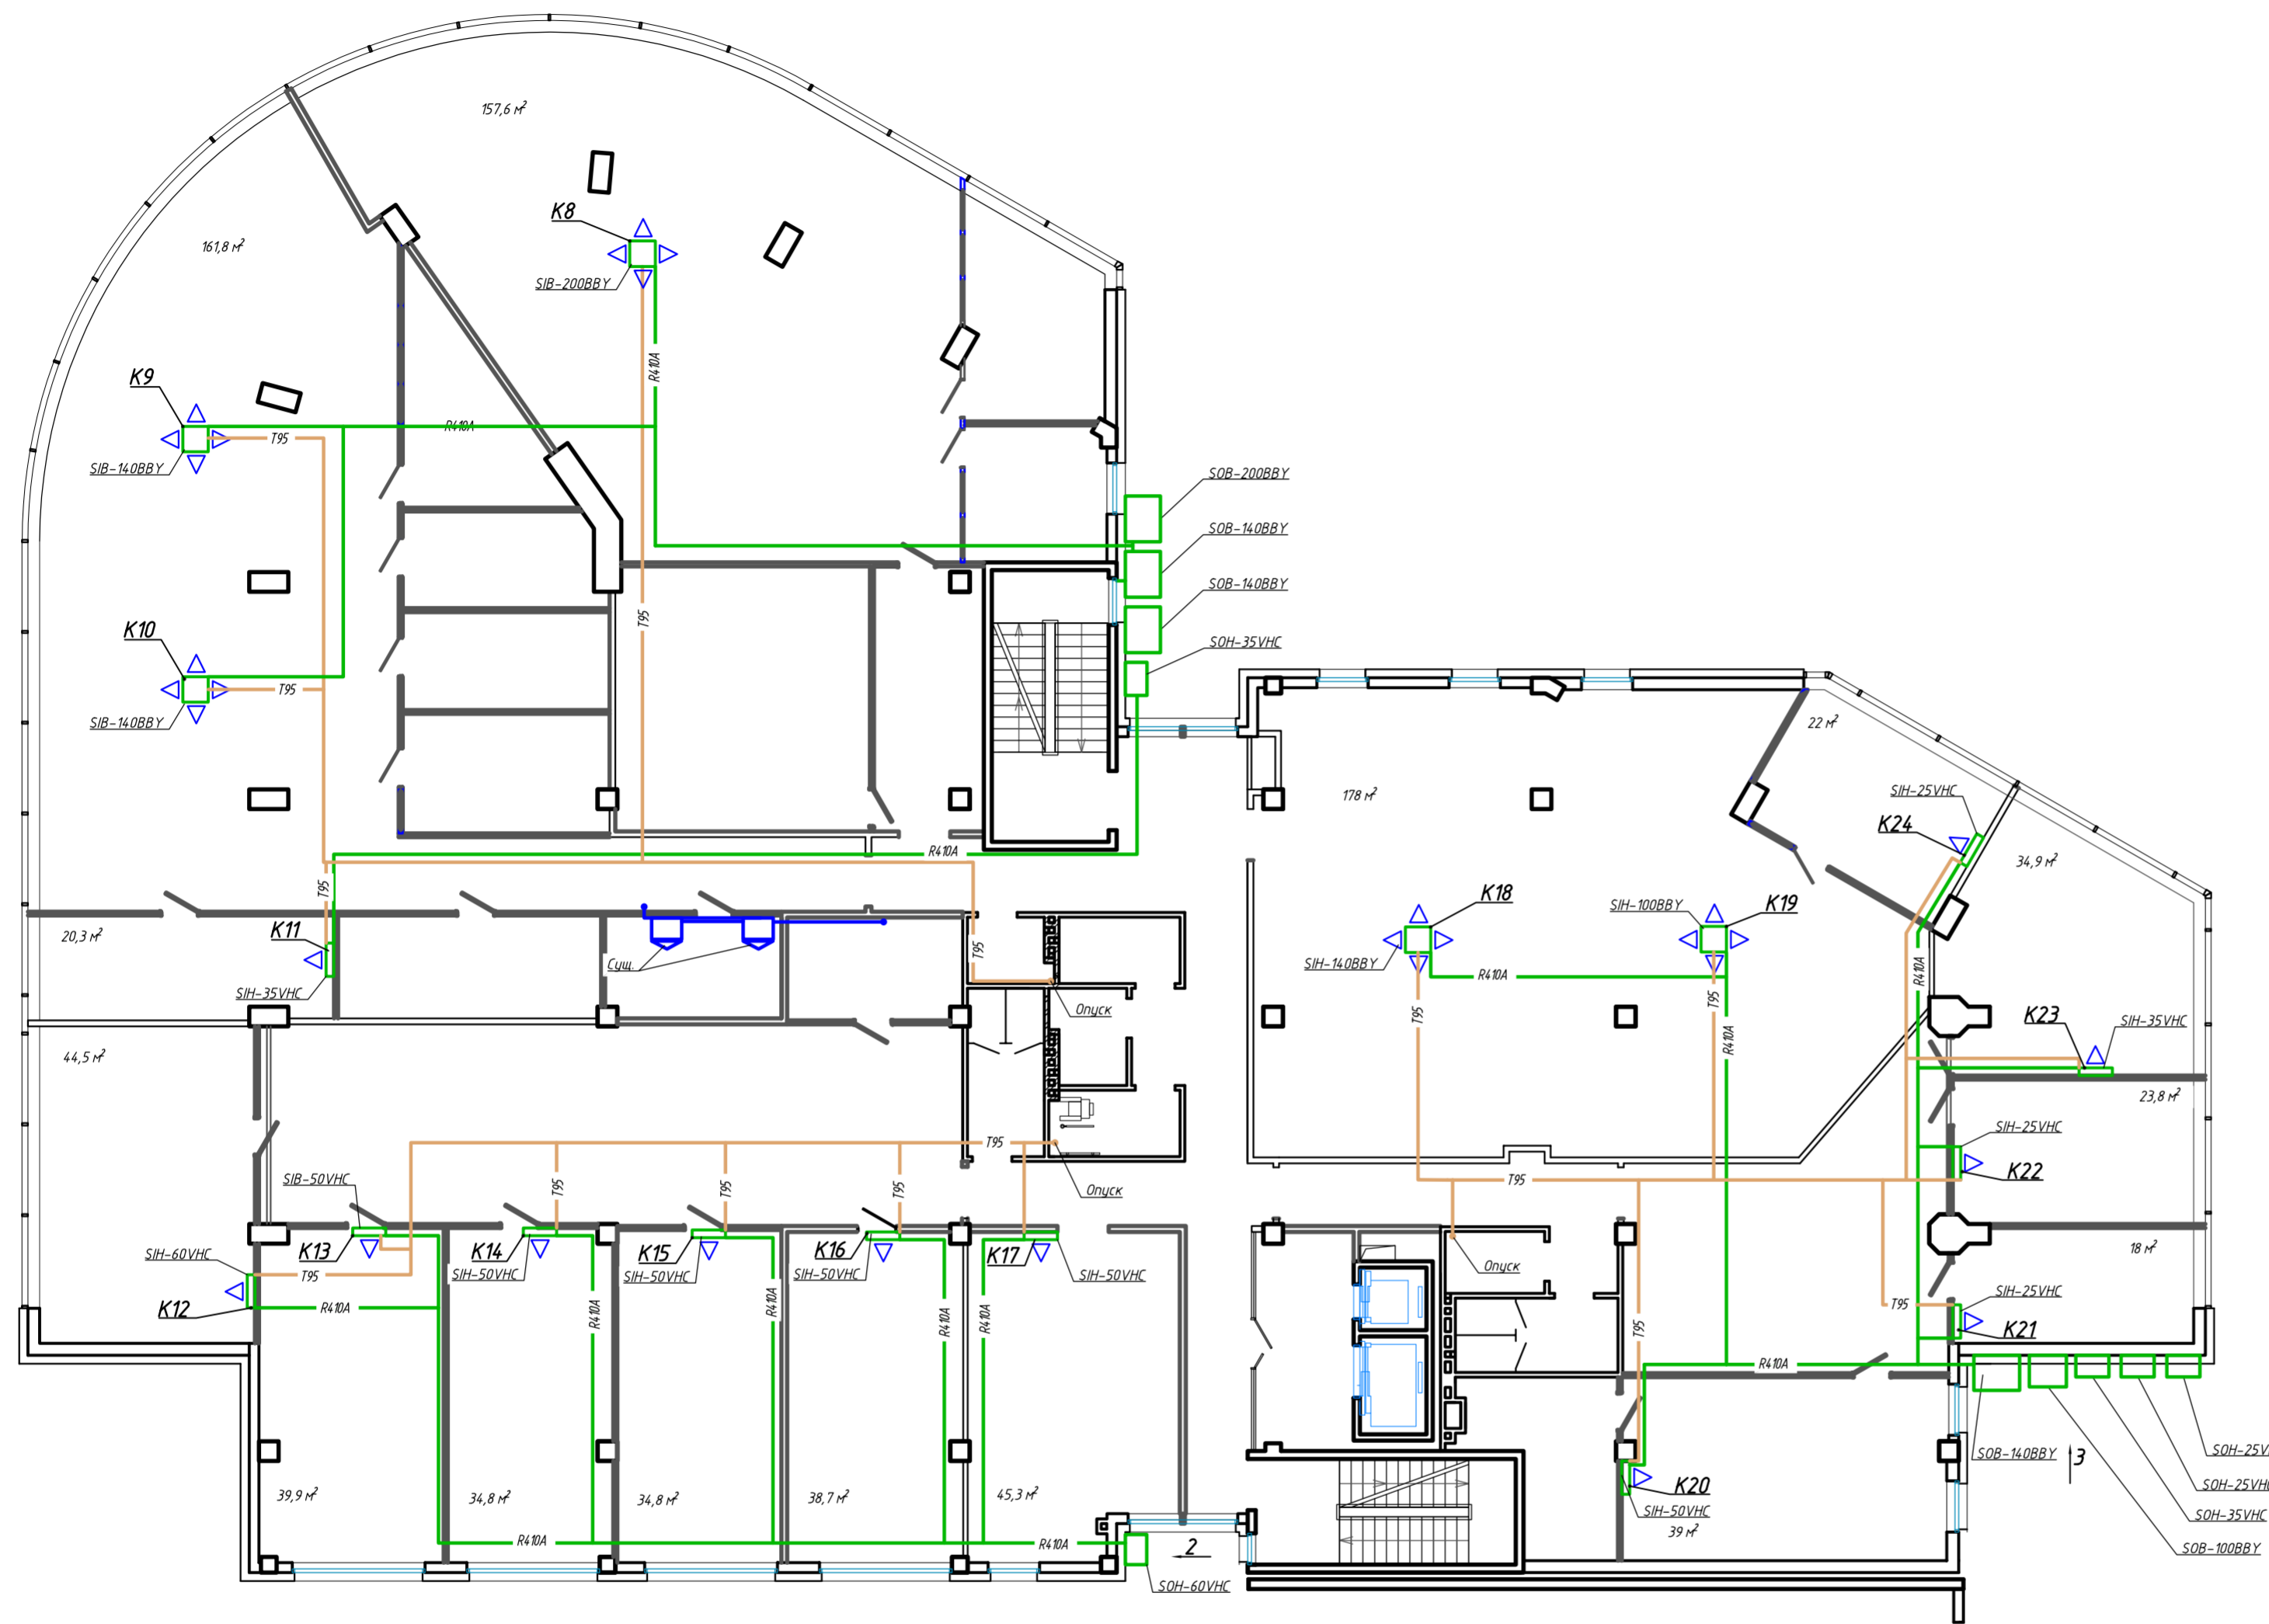 157,6 м²
K8
161,8 м²
SIB-200BBY
R410A
K9
T95
R410A
SIB-140BBY
SOB-200BBY
SOB-140BBY
SOB-140BBY
T95
K10
SOH-35VHC
T95
SIB-140BBY
22 м²
178 м²
SIH-25VHC
K24
R410A
34,9 м²
T95
K18
K19
SIH-100BBY
20,3 м²
K11
T95
Сущ.
SIH-140BBY
R410A
R410A
SIH-35VHC
T95
T95
Опуск
K23
SIH-35VHC
R410A
44,5 м²
23,8 м²
SIH-25VHC
T95
K22
SIB-50VHC
T95
T95
T95
Опуск
T95
18 м²
K13
K14
K15
K16
K17
SIH-60VHC
T95
SIH-50VHC
SIH-50VHC
SIH-50VHC
SIH-50VHC
Опуск
SIH-25VHC
K12
R410A
R410A
R410A
R410A
R410A
T95
T95
K21
R410A
SOB-140BBY
3
SOH-25V
SOH-25VHC
K20
39,9 м²
34,8 м²
34,8 м²
38,7 м²
45,3 м²
SIH-50VHC
SOH-35VHC
39 м²
R410A
R410A
2
SOB-100BBY
SOH-60VHC